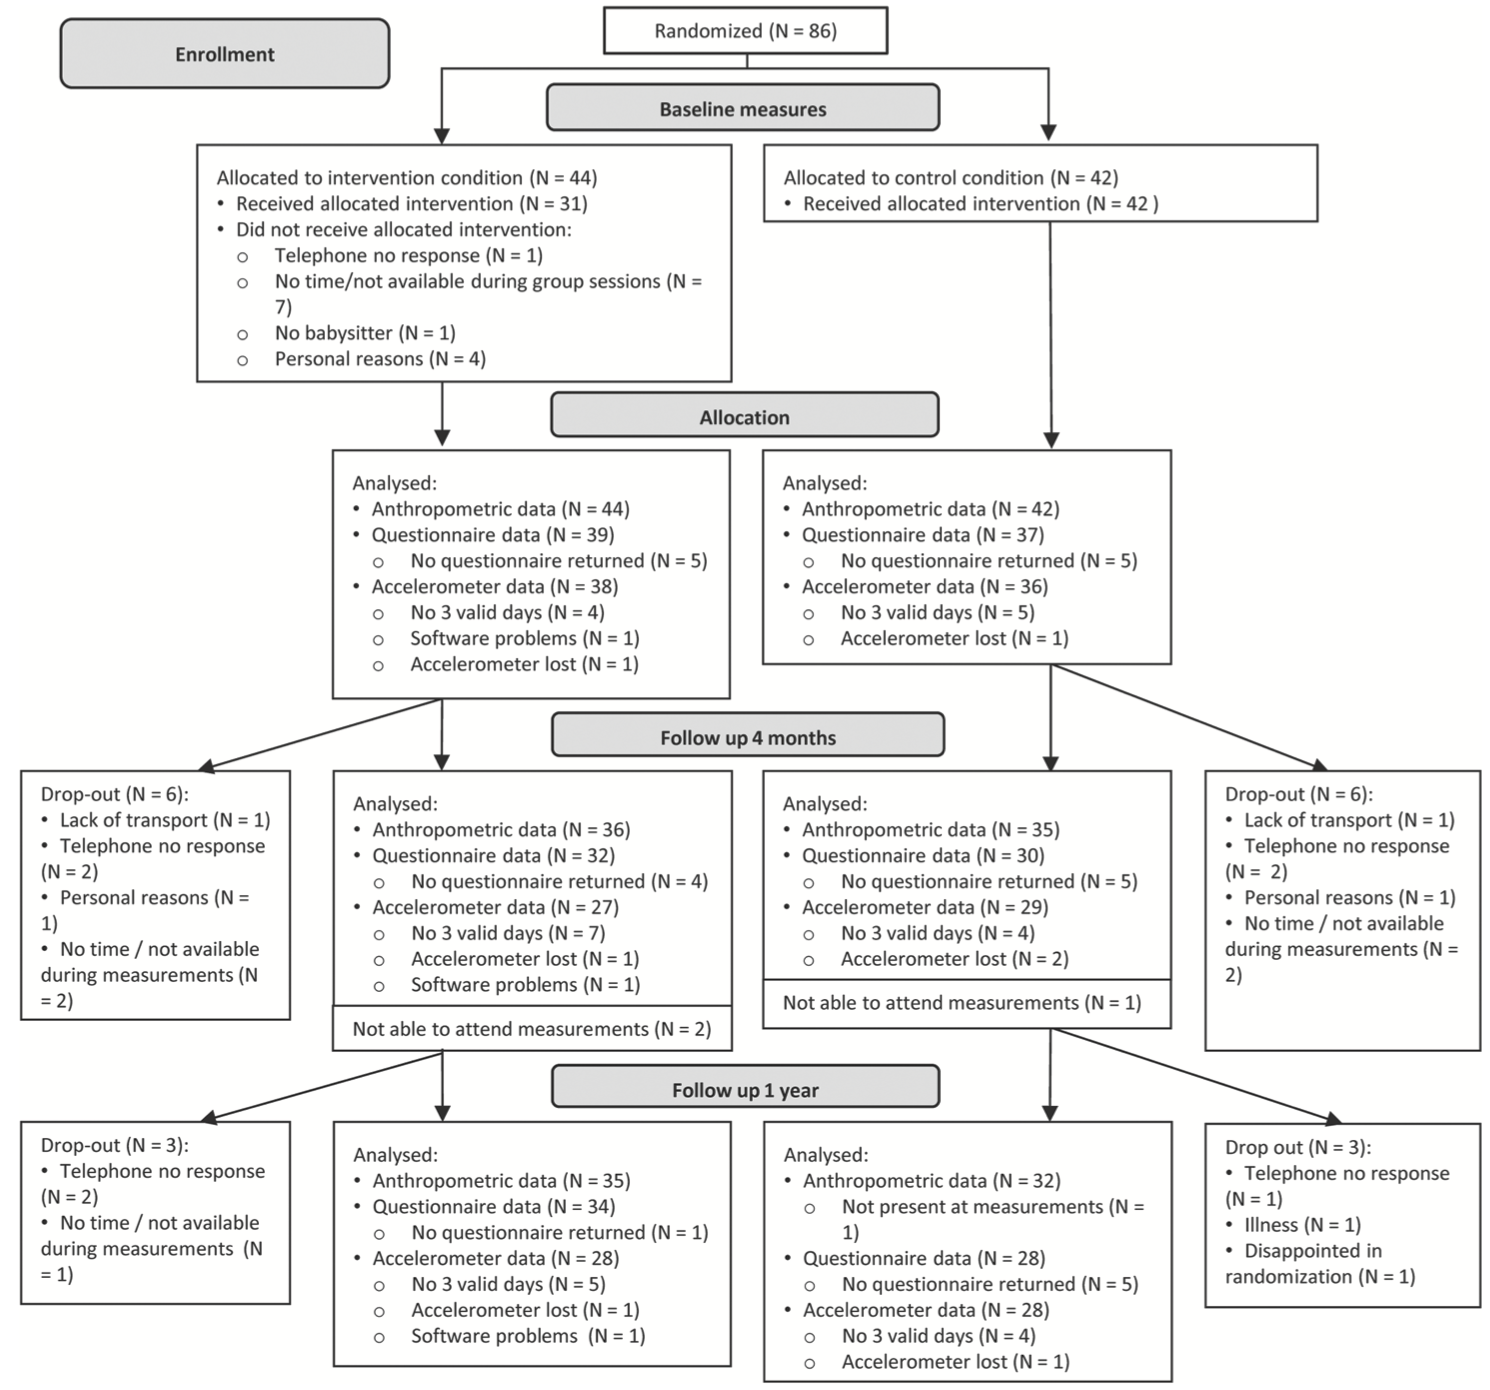 Enrollment
Randomized (N = 86)
Baseline measures
Allocated to intervention condition (N = 44)
• Received allocated intervention (N = 31)
• Did not receive allocated intervention:
o Telephone no response (N = 1)
o No time/not available during group sessions (N =
7)
o No babysitter (N = 1)
o Personal reasons (N = 4)
Allocated to control condition (N = 42)
• Received allocated intervention (N = 42 )
Allocation
Analysed:
• Anthropometric data (N = 44)
• Questionnaire data (N = 39)
o No questionnaire returned (N = 5)
• Accelerometer data (N = 38)
o No 3 valid days (N = 4)
o Software problems (N = 1)
o Accelerometer lost (N = 1)
Analysed:
• Anthropometric data (N = 42)
• Questionnaire data (N = 37)
o No questionnaire returned (N = 5)
• Accelerometer data (N = 36)
o No 3 valid days (N = 5)
o Accelerometer lost (N = 1)
Follow up 4 months
Drop-out (N = 6):
• Lack of transport (N = 1)
• Telephone no response
(N = 2)
• Personal reasons (N =
1)
• No time / not available
during measurements (N
= 2)
Analysed:
• Anthropometric data (N = 36)
• Questionnaire data (N = 32)
o No questionnaire returned (N = 4)
• Accelerometer data (N = 27)
o No 3 valid days (N = 7)
o Accelerometer lost (N = 1)
o Software problems (N = 1)
Not able to attend measurements (N = 2)
Analysed:
• Anthropometric data (N = 35)
• Questionnaire data (N = 30)
o No questionnaire returned (N = 5)
• Accelerometer data (N = 29)
o No 3 valid days (N = 4)
o Accelerometer lost (N = 2)
Not able to attend measurements (N = 1)
Drop-out (N = 6):
• Lack of transport (N = 1)
• Telephone no response
(N = 2)
• Personal reasons (N = 1)
• No time / not available
during measurements (N =
2)
Follow up 1 year
Drop-out (N = 3):
• Telephone no response
(N = 2)
• No time / not available
during measurements (N
= 1)
Analysed:
• Anthropometric data (N = 35)
• Questionnaire data (N = 34)
o No questionnaire returned (N = 1)
• Accelerometer data (N = 28)
o No 3 valid days (N = 5)
o Accelerometer lost (N = 1)
o Software problems (N = 1)
Analysed:
• Anthropometric data (N = 32)
o Not present at measurements (N =
1)
• Questionnaire data (N = 28)
o No questionnaire returned (N = 5)
• Accelerometer data (N = 28)
o No 3 valid days (N = 4)
o Accelerometer lost (N = 1)
Drop out (N = 3):
• Telephone no response
(N = 1)
• Illness (N = 1)
• Disappointed in
randomization (N = 1)